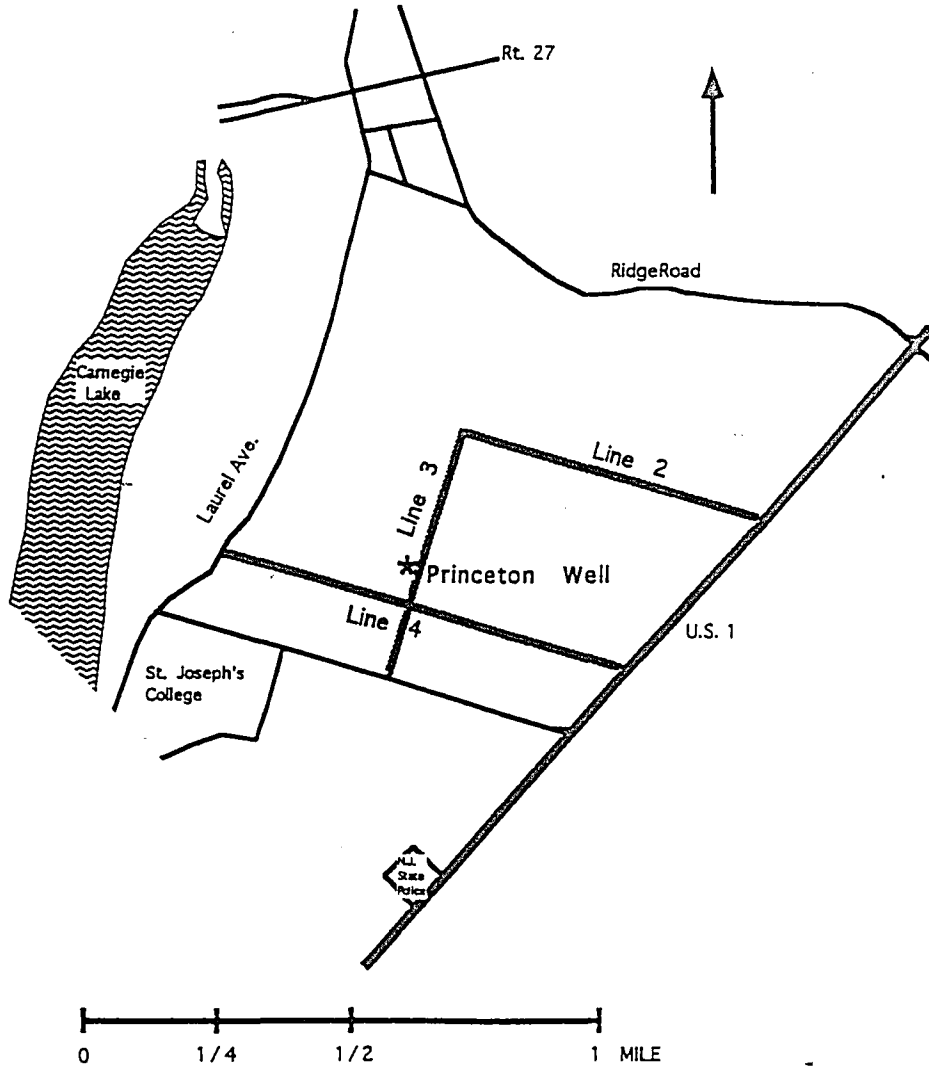 Rt. 27
RidgeRoad
Carnegie
Lake
Laurel Ave.
Line 2
Line 3
Princeton Well
Line 4
U.S. 1
St. Joseph's
College
N.J.
State
Police
0 1/4 1/2 1 MILE